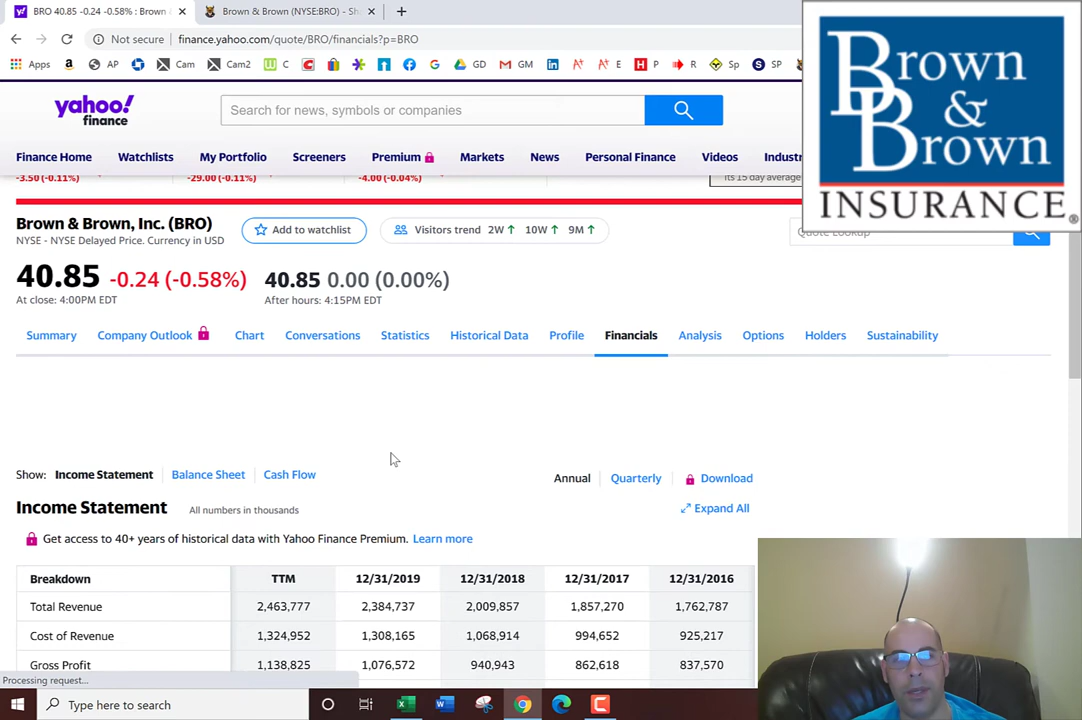 BRO 40.85 -0.24 -0.58% : Brown
Brown & Brown (NYSE:BRO) - Sh
Not secure finance.yahoo.com/quote/BRO/financials?p=BRO
Apps AP Cam Cam2 C GD GM E P R Sp SP
Brown
&
Brown
INSURANCE®
yahoo!
finance
Search for news, symbols or companies
Finance Home Watchlists My Portfolio Screeners Premium Markets News Personal Finance Videos Industr
-3.50 (-0.11%) -29.00 (-0.11%) -4.00 (-0.04%) Its 15 day average
Brown & Brown, Inc. (BRO)
NYSE - NYSE Delayed Price. Currency in USD
Add to watchlist
Visitors trend 2W↑ 10W↑ 9M↑
Quote Lookup
40.85 -0.24 (-0.58%)
At close: 4:00PM EDT
40.85 0.00 (0.00%)
After hours: 4:15PM EDT
Summary Company Outlook Chart Conversations Statistics Historical Data Profile Financials Analysis Options Holders Sustainability
Show: Income Statement Balance Sheet Cash Flow
Annual Quarterly Download
Income Statement All numbers in thousands
Expand All
Get access to 40+ years of historical data with Yahoo Finance Premium. Learn more
Breakdown TTM 12/31/2019 12/31/2018 12/31/2017 12/31/2016
Total Revenue 2,463,777 2,384,737 2,009,857 1,857,270 1,762,787
Cost of Revenue 1,324,952 1,308,165 1,068,914 994,652 925,217
Gross Profit 1,138,825 1,076,572 940,943 862,618 837,570
Processing request...
Type here to search